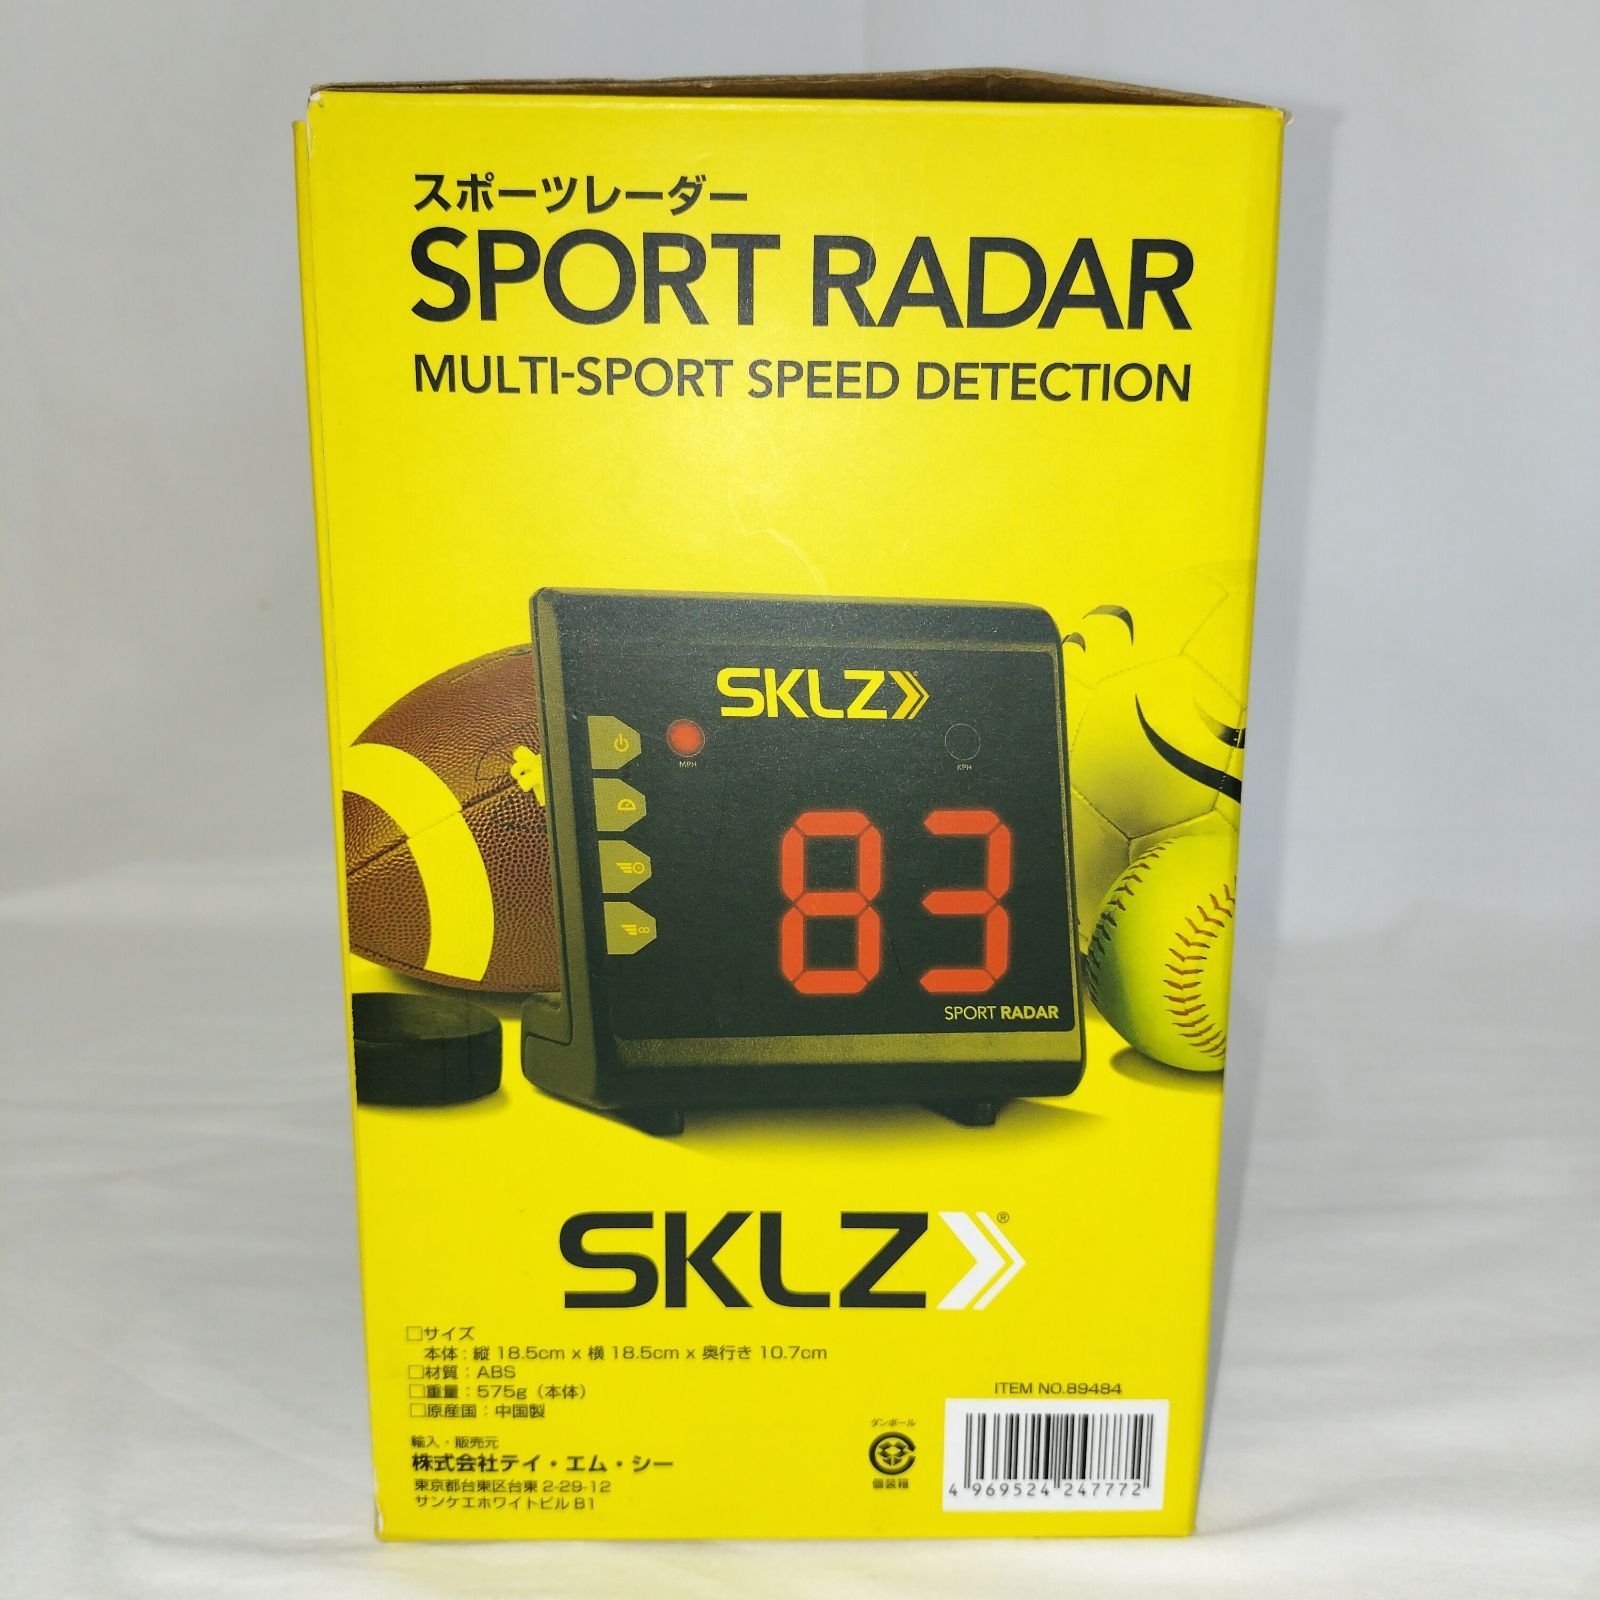 スポーツレーダー
SPORT RADAR
MULTI-SPORT SPEED DETECTION
SKLZ®
MPH
KPH
83
SPORT RADAR
SKLZ®
□サイズ
本体：縦 18.5cm x 横 18.5cm x 奥行き 10.7cm
□材質：ABS
□重量：575g（本体）
□原産国：中国製
輸入・販売元
株式会社テイ・エム・シー
東京都台東区台東 2-29-12
サンケエホワイトビル B1
ダンボール
個装箱
ITEM NO.89484
4 969524 247772